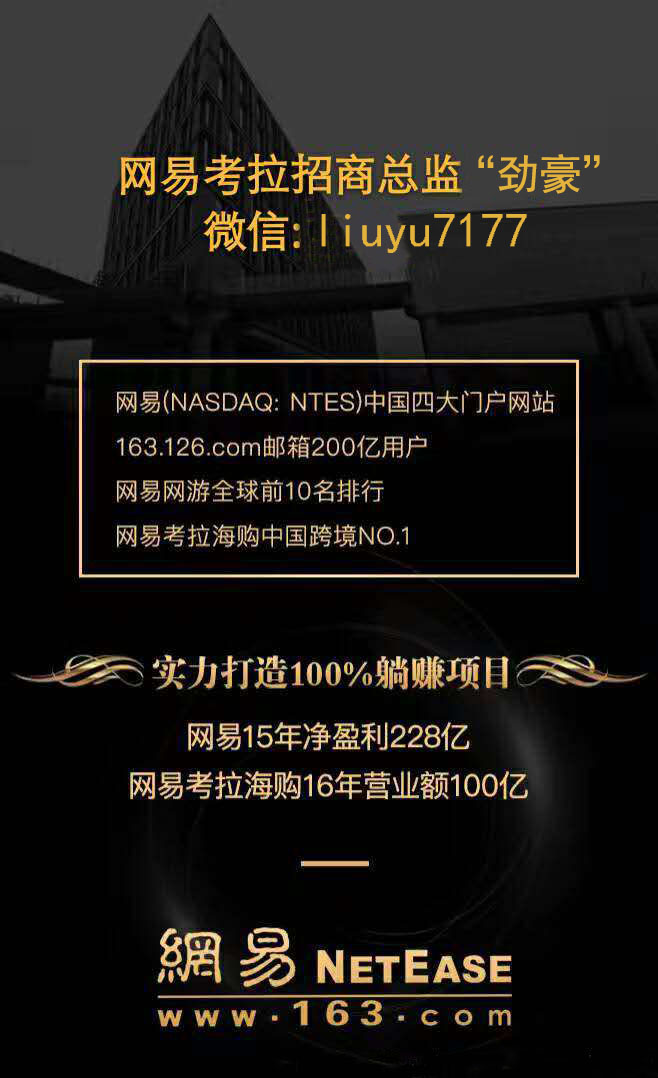 网易考拉招商总监“劲豪”
微信:liuyu7177
网易(NASDAQ: NTES)中国四大门户网站
163.126.com邮箱200亿用户
网易网游全球前10名排行
网易考拉海购中国跨境NO.1
实力打造100%躺赚项目
网易15年净盈利228亿
网易考拉海购16年营业额100亿
網易 NETEASE
www.163.com